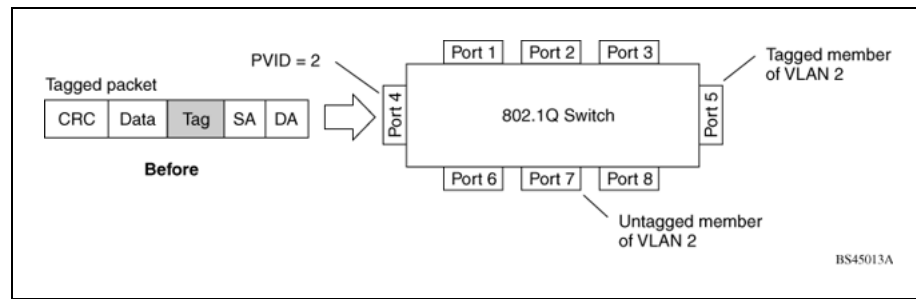 Port 1 Port 2 Port 3
PVID = 2
Tagged member
of VLAN 2
Tagged packet
CRC Data Tag SA DA
Port 4
802.1Q Switch
Port 5
Before
Port 6 Port 7 Port 8
Untagged member
of VLAN 2
BS45013A